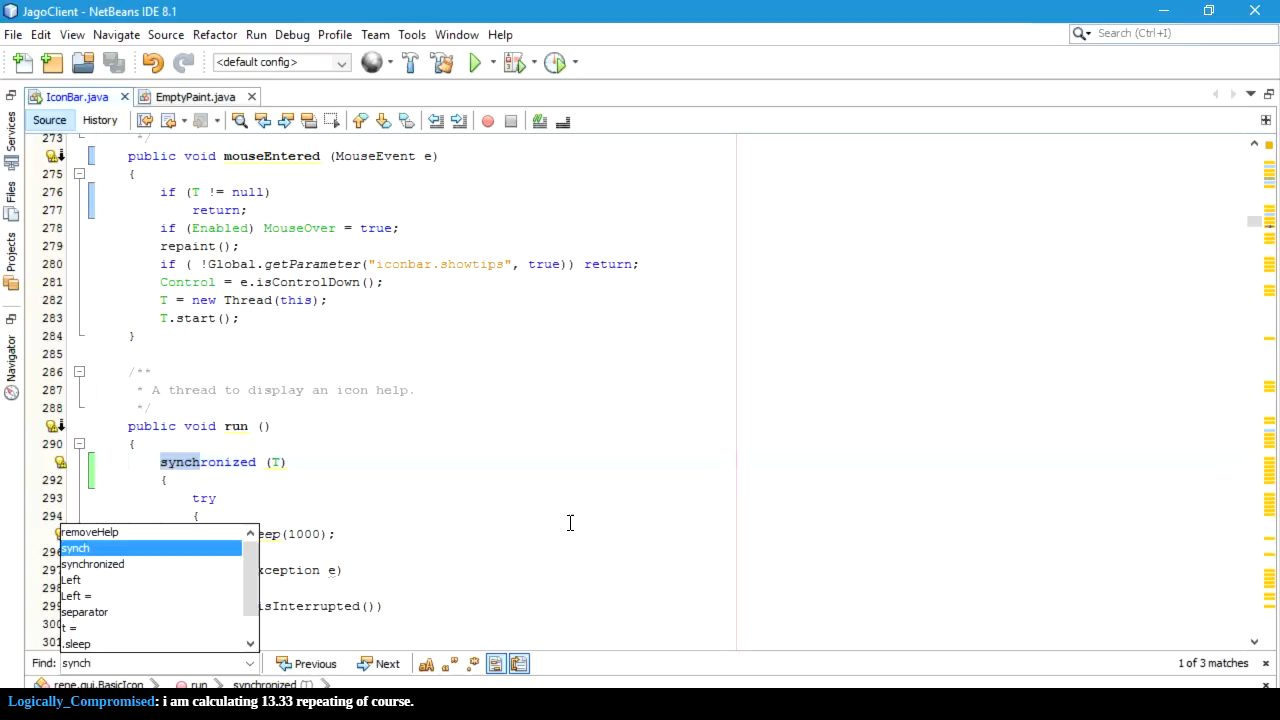 JagoClient - NetBeans IDE 8.1
File Edit View Navigate Source Refactor Run Debug Profile Team Tools Window Help
Search (Ctrl+I)
<default config>
IconBar.java
EmptyPaint.java
Source History
Services
Files
Projects
Navigator
273 */
public void mouseEntered (MouseEvent e)
275 {
276 if (T != null)
277 return;
278 if (Enabled) MouseOver = true;
279 repaint();
280 if ( !Global.getParameter("iconbar.showtips", true)) return;
281 Control = e.isControlDown();
282 T = new Thread(this);
283 T.start();
284 }
285
286 /**
287 * A thread to display an icon help.
288 */
public void run ()
290 {
synchronized (T)
292 {
293 try
294 {
eep(1000);
xception e)
isInterrupted())
301
removeHelp
synch
synchronized
Left
Left =
separator
t =
.sleep
Find: synch
Previous Next
1 of 3 matches
rene.gui.BasicIcon run synchronized (T)
Logically_Compromised: i am calculating 13.33 repeating of course.